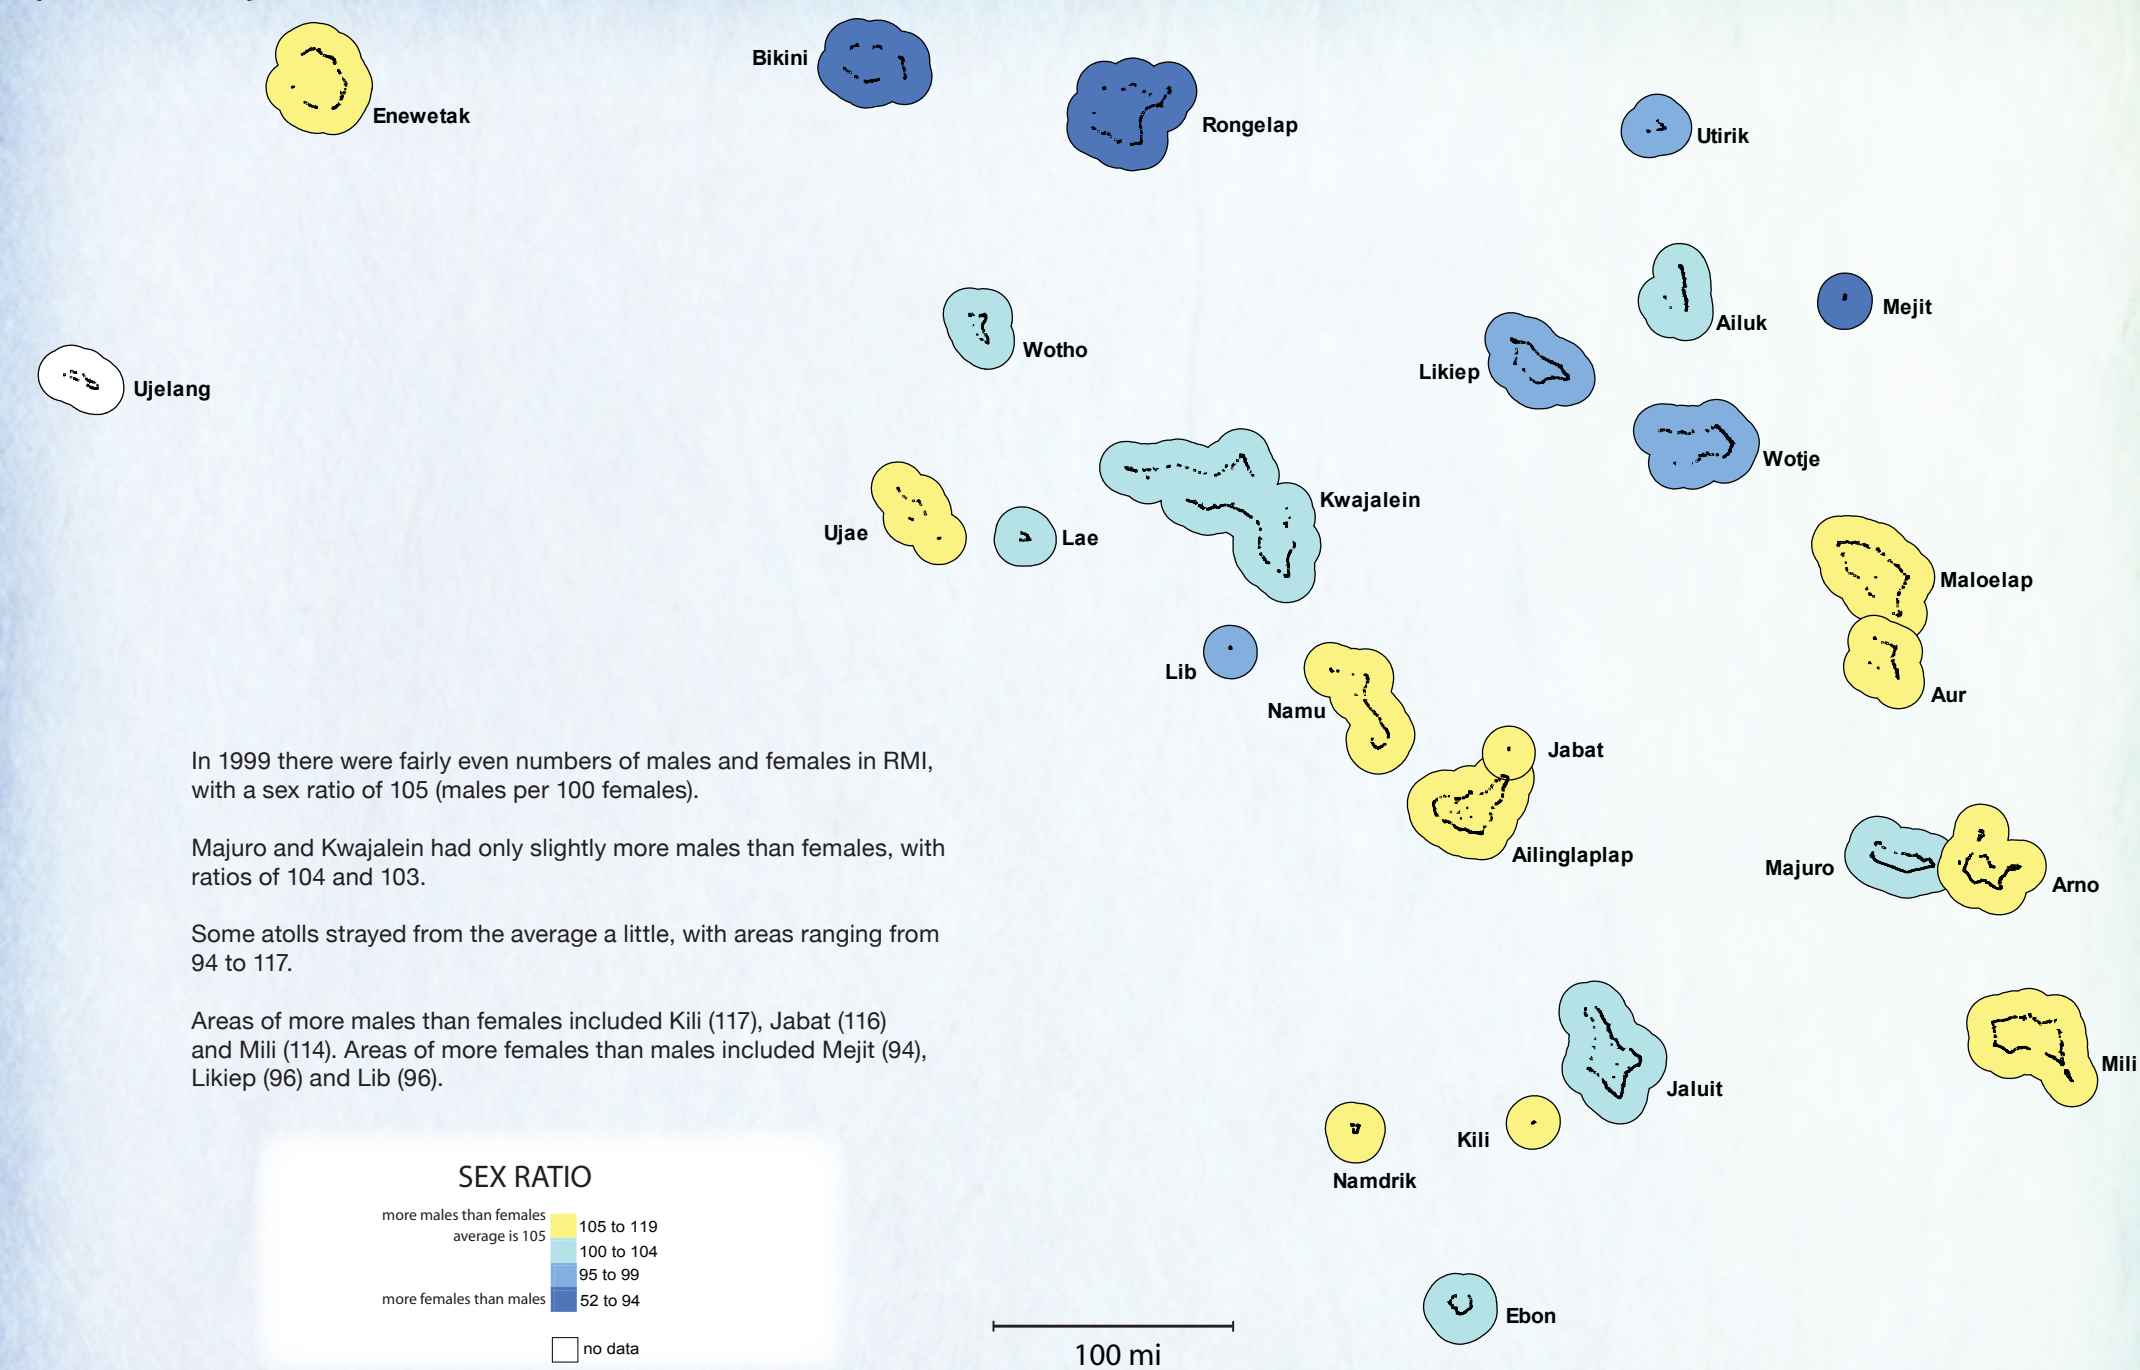 Bikini
Enewetak
Rongelap
Utirik
Mejit
Ailuk
Wotho
Likiep
Ujelang
Wotje
Kwajalein
Ujae
Lae
Maloelap
Lib
Aur
Namu
Jabat
In 1999 there were fairly even numbers of males and females in RMI,
with a sex ratio of 105 (males per 100 females).
Majuro and Kwajalein had only slightly more males than females, with
ratios of 104 and 103.
Some atolls strayed from the average a little, with areas ranging from
94 to 117.
Areas of more males than females included Kili (117), Jabat (116)
and Mili (114). Areas of more females than males included Mejit (94),
Likiep (96) and Lib (96).
Ailinglaplap
Majuro
Arno
Mili
Jaluit
Kili
Namdrik
SEX RATIO
more males than females
average is 105
105 to 119
100 to 104
95 to 99
more females than males
52 to 94
no data
Ebon
100 mi